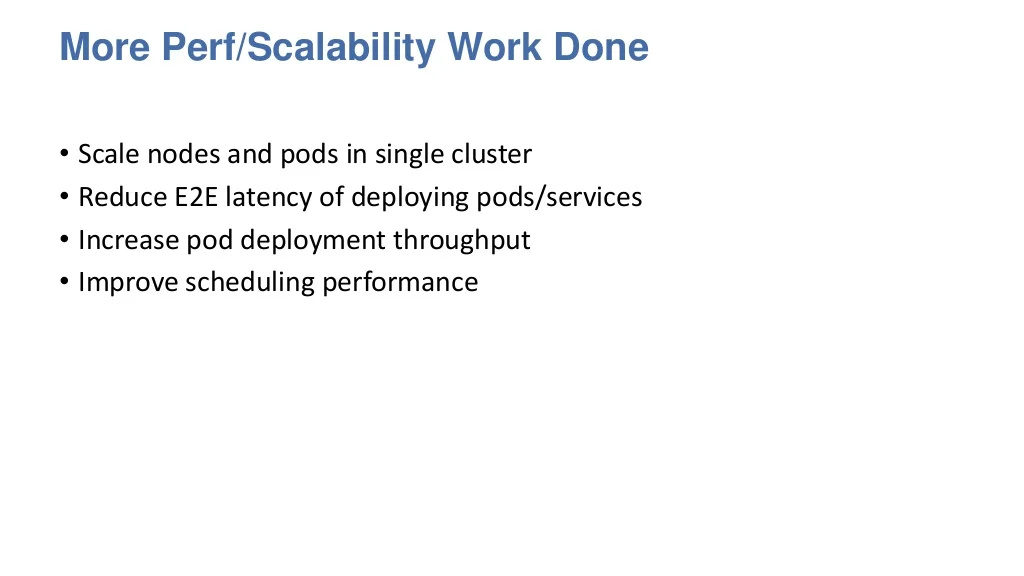 More Perf/Scalability Work Done
• Scale nodes and pods in single cluster
• Reduce E2E latency of deploying pods/services
• Increase pod deployment throughput
• Improve scheduling performance